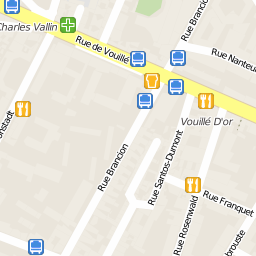 Charles Vallin
Rue de Vouillé
Rue Brancion
Rue Nanteuil
Vouillé D'or
Rue Brancion
Rue Santos-Dumont
Rue Franquet
Rue Rosenwald